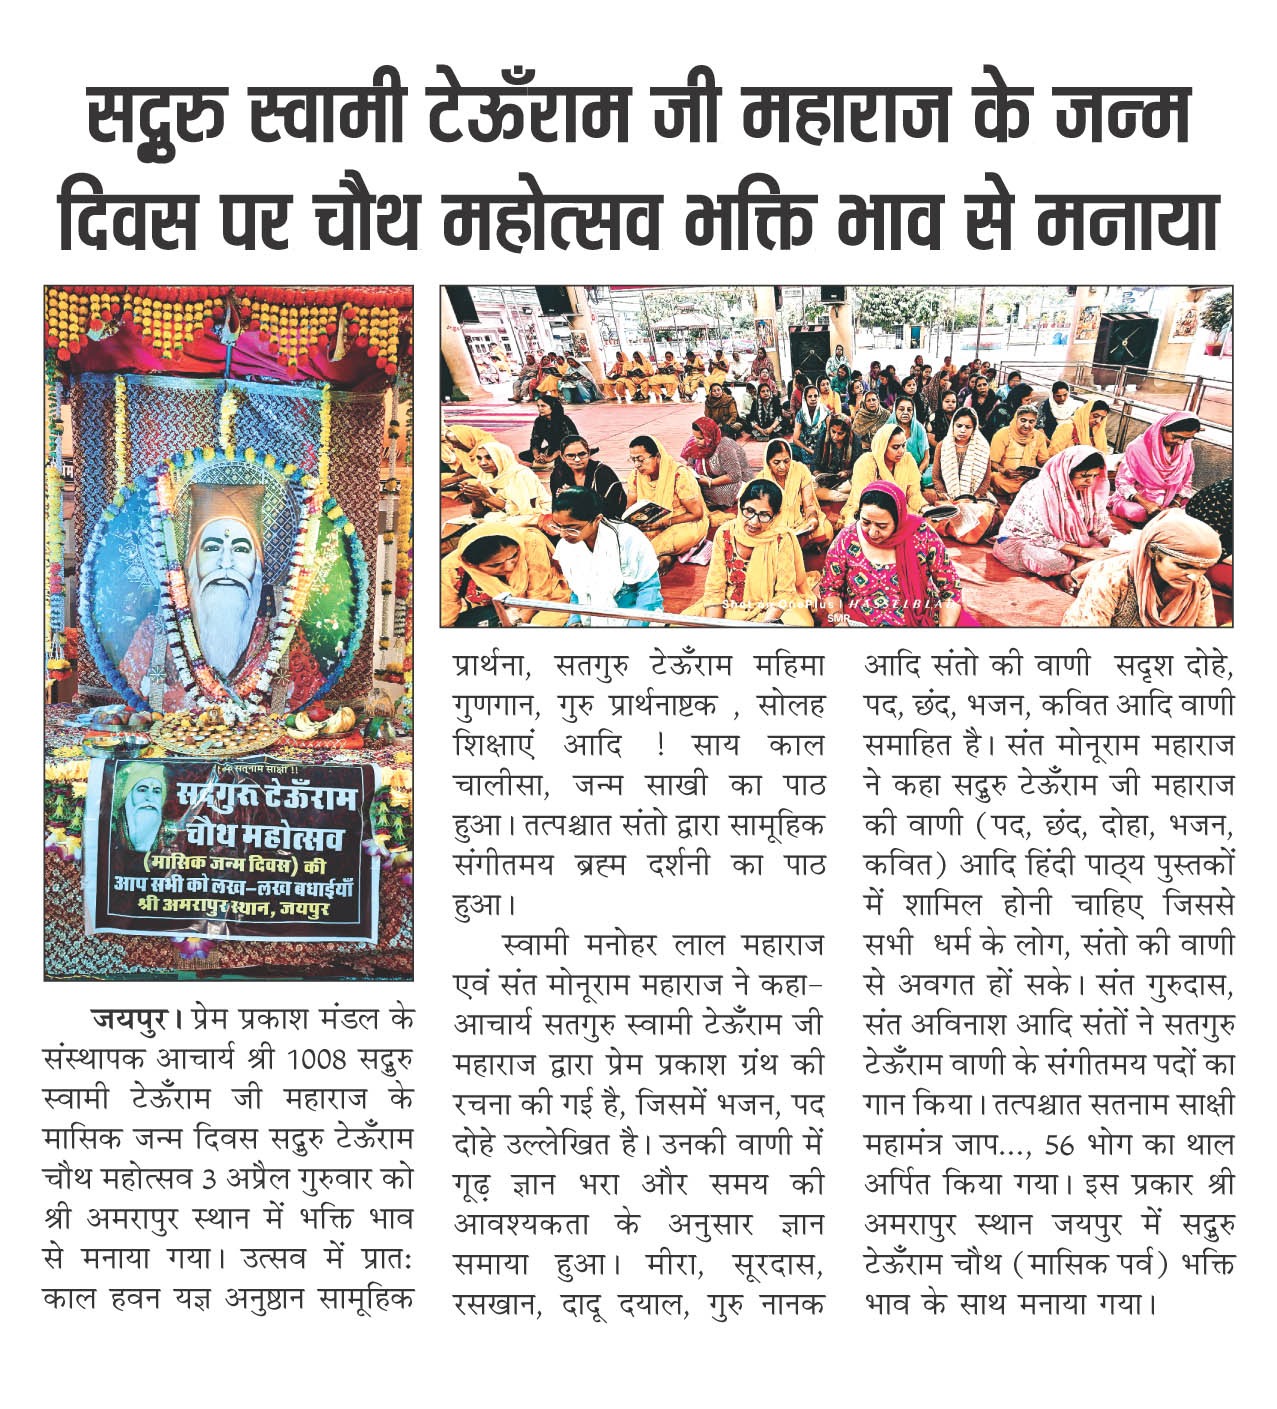 सद्गुरु स्वामी टेऊँराम जी महाराज के जन्म
दिवस पर चौथ महोत्सव भक्ति भाव से मनाया
!!ॐ सतनाम साक्षी !!
सदगुरू टेऊँराम
चौथ महोत्सव
(मासिक जन्म दिवस) की
आप सभी को लख-लख बधाईयाँ
श्री अमरापुर स्थान, जयपुर
Shot on OnePlus | HASSELBLAD
SMR
जयपुर। प्रेम प्रकाश मंडल के
संस्थापक आचार्य श्री 1008 सद्गुरु
स्वामी टेऊँराम जी महाराज के
मासिक जन्म दिवस सद्गुरु टेऊँराम
चौथ महोत्सव 3 अप्रैल गुरुवार को
श्री अमरापुर स्थान में भक्ति भाव
से मनाया गया। उत्सव में प्रातः
काल हवन यज्ञ अनुष्ठान सामूहिक
प्रार्थना, सतगुरु टेऊँराम महिमा
गुणगान, गुरु प्रार्थनाष्टक , सोलह
शिक्षाएं आदि ! साय काल
चालीसा, जन्म साखी का पाठ
हुआ। तत्पश्चात संतो द्वारा सामूहिक
संगीतमय ब्रह्म दर्शनी का पाठ
हुआ।
स्वामी मनोहर लाल महाराज
एवं संत मोनूराम महाराज ने कहा-
आचार्य सतगुरु स्वामी टेऊँराम जी
महाराज द्वारा प्रेम प्रकाश ग्रंथ की
रचना की गई है, जिसमें भजन, पद
दोहे उल्लेखित है। उनकी वाणी में
गूढ़ ज्ञान भरा और समय की
आवश्यकता के अनुसार ज्ञान
समाया हुआ। मीरा, सूरदास,
रसखान, दादू दयाल, गुरु नानक
आदि संतो की वाणी सदृश दोहे,
पद, छंद, भजन, कवित आदि वाणी
समाहित है। संत मोनूराम महाराज
ने कहा सद्गुरु टेऊँराम जी महाराज
की वाणी (पद, छंद, दोहा, भजन,
कवित) आदि हिंदी पाठ्य पुस्तकों
में शामिल होनी चाहिए जिससे
सभी धर्म के लोग, संतो की वाणी
से अवगत हों सके। संत गुरुदास,
संत अविनाश आदि संतों ने सतगुरु
टेऊँराम वाणी के संगीतमय पदों का
गान किया। तत्पश्चात सतनाम साक्षी
महामंत्र जाप..., 56 भोग का थाल
अर्पित किया गया। इस प्रकार श्री
अमरापुर स्थान जयपुर में सद्गुरु
टेऊँराम चौथ (मासिक पर्व) भक्ति
भाव के साथ मनाया गया।